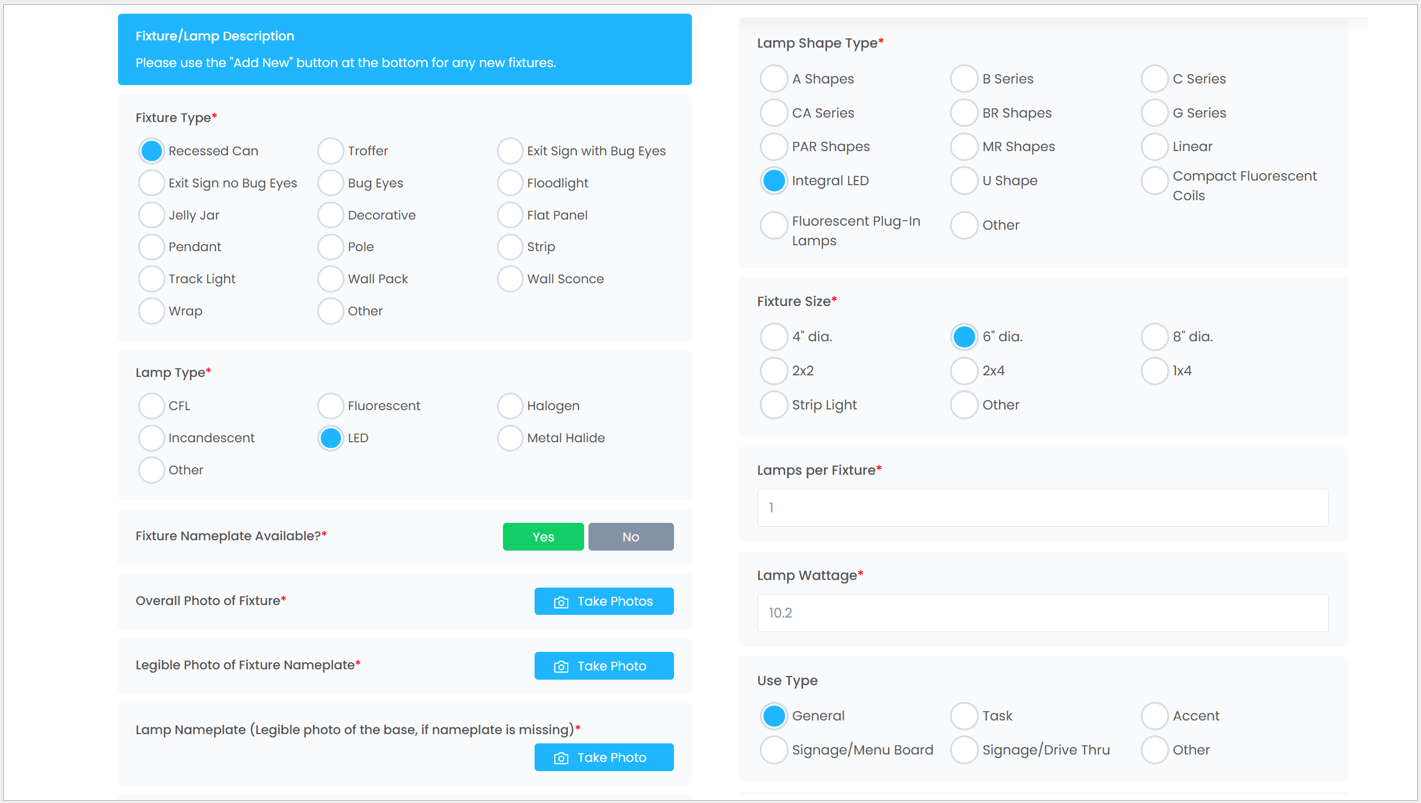 Fixture/Lamp Description
Please use the "Add New" button at the bottom for any new fixtures.
Fixture Type*
Recessed Can
Troffer
Exit Sign with Bug Eyes
Exit Sign no Bug Eyes
Bug Eyes
Floodlight
Jelly Jar
Decorative
Flat Panel
Pendant
Pole
Strip
Track Light
Wall Pack
Wall Sconce
Wrap
Other
Lamp Type*
CFL
Fluorescent
Halogen
Incandescent
LED
Metal Halide
Other
Fixture Nameplate Available?*
Yes
No
Overall Photo of Fixture*
Take Photos
Legible Photo of Fixture Nameplate*
Take Photo
Lamp Nameplate (Legible photo of the base, if nameplate is missing)*
Take Photo
Lamp Shape Type*
A Shapes
B Series
C Series
CA Series
BR Shapes
G Series
PAR Shapes
MR Shapes
Linear
Integral LED
U Shape
Compact Fluorescent
Coils
Fluorescent Plug-In
Lamps
Other
Fixture Size*
4" dia.
6" dia.
8" dia.
2x2
2x4
1x4
Strip Light
Other
Lamps per Fixture*
1
Lamp Wattage*
10.2
Use Type
General
Task
Accent
Signage/Menu Board
Signage/Drive Thru
Other